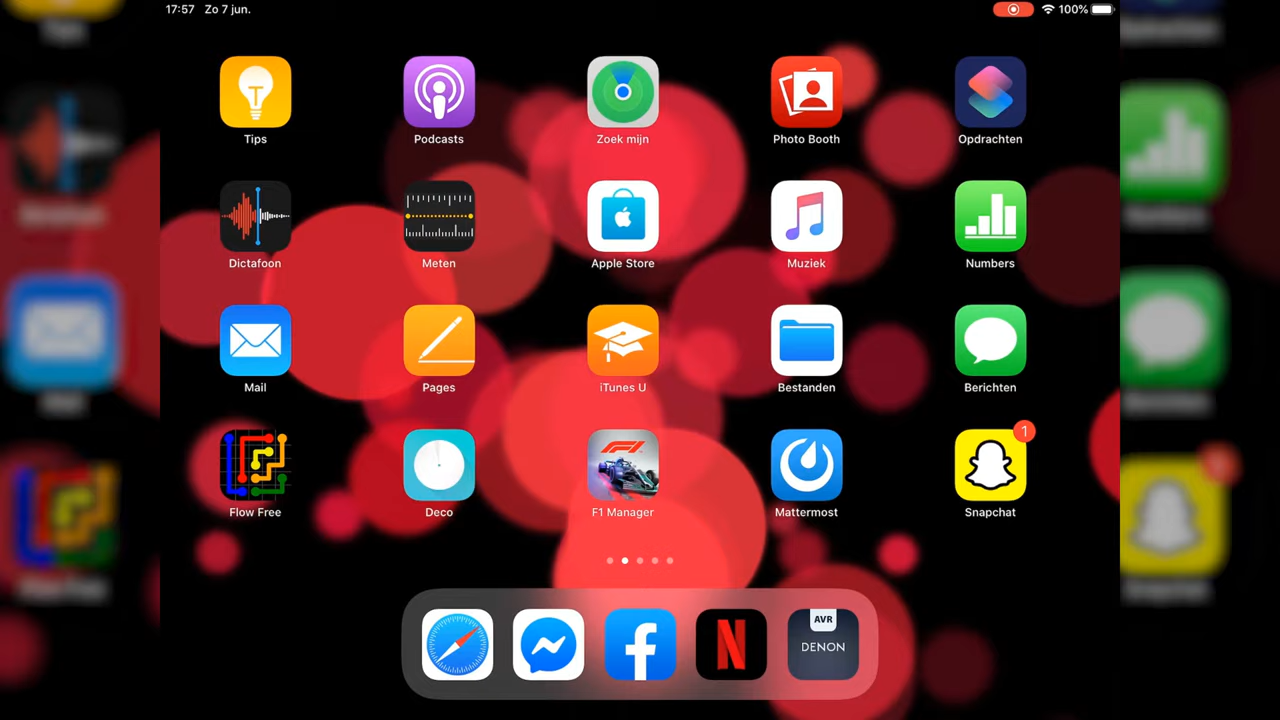 17:57 Zo 7 jun.
100%
Tips
Podcasts
Zoek mijn
Photo Booth
Opdrachten
Dictafoon
Meten
Apple Store
Muziek
Numbers
Mail
Pages
iTunes U
Bestanden
Berichten
1
Flow Free
Deco
F1 Manager
Mattermost
Snapchat
N
AVR
DENON